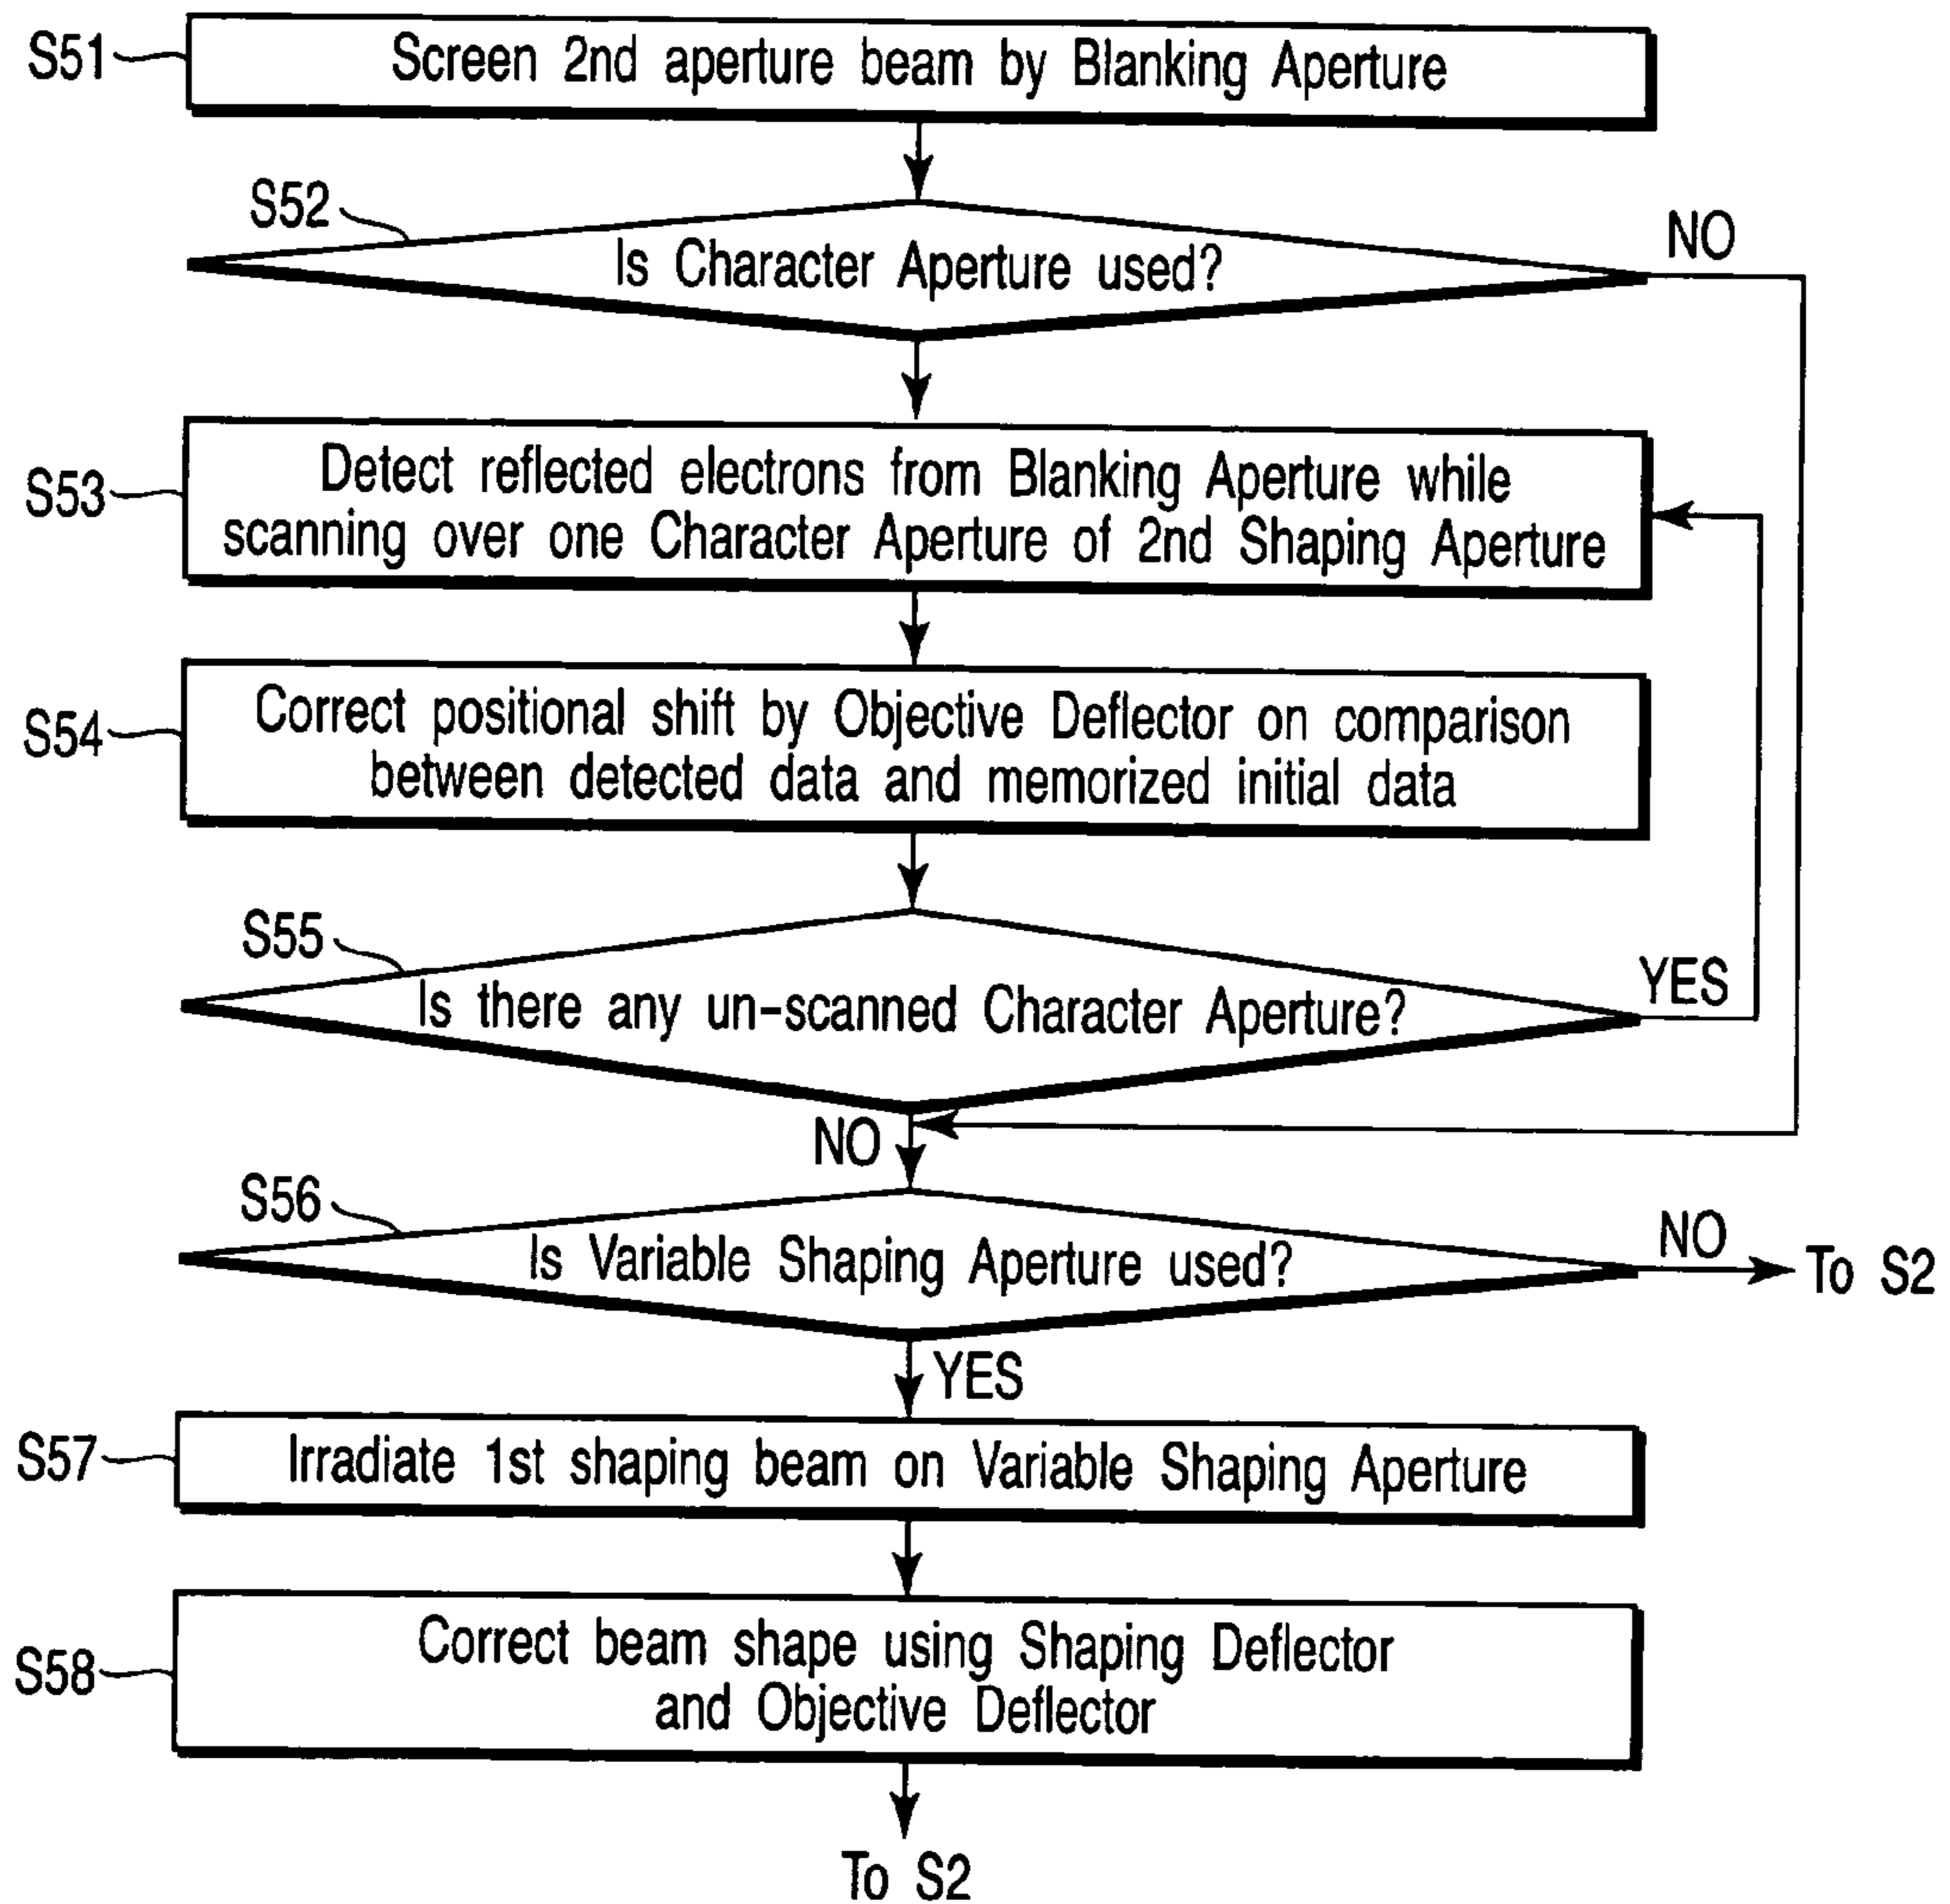 S51
Screen 2nd aperture beam by Blanking Aperture
S52
Is Character Aperture used?
NO
S53
Detect reflected electrons from Blanking Aperture while
scanning over one Character Aperture of 2nd Shaping Aperture
S54
Correct positional shift by Objective Deflector on comparison
between detected data and memorized initial data
S55
Is there any un-scanned Character Aperture?
YES
NO
S56
Is Variable Shaping Aperture used?
NO
To S2
YES
S57
Irradiate 1st shaping beam on Variable Shaping Aperture
S58
Correct beam shape using Shaping Deflector
and Objective Deflector
To S2